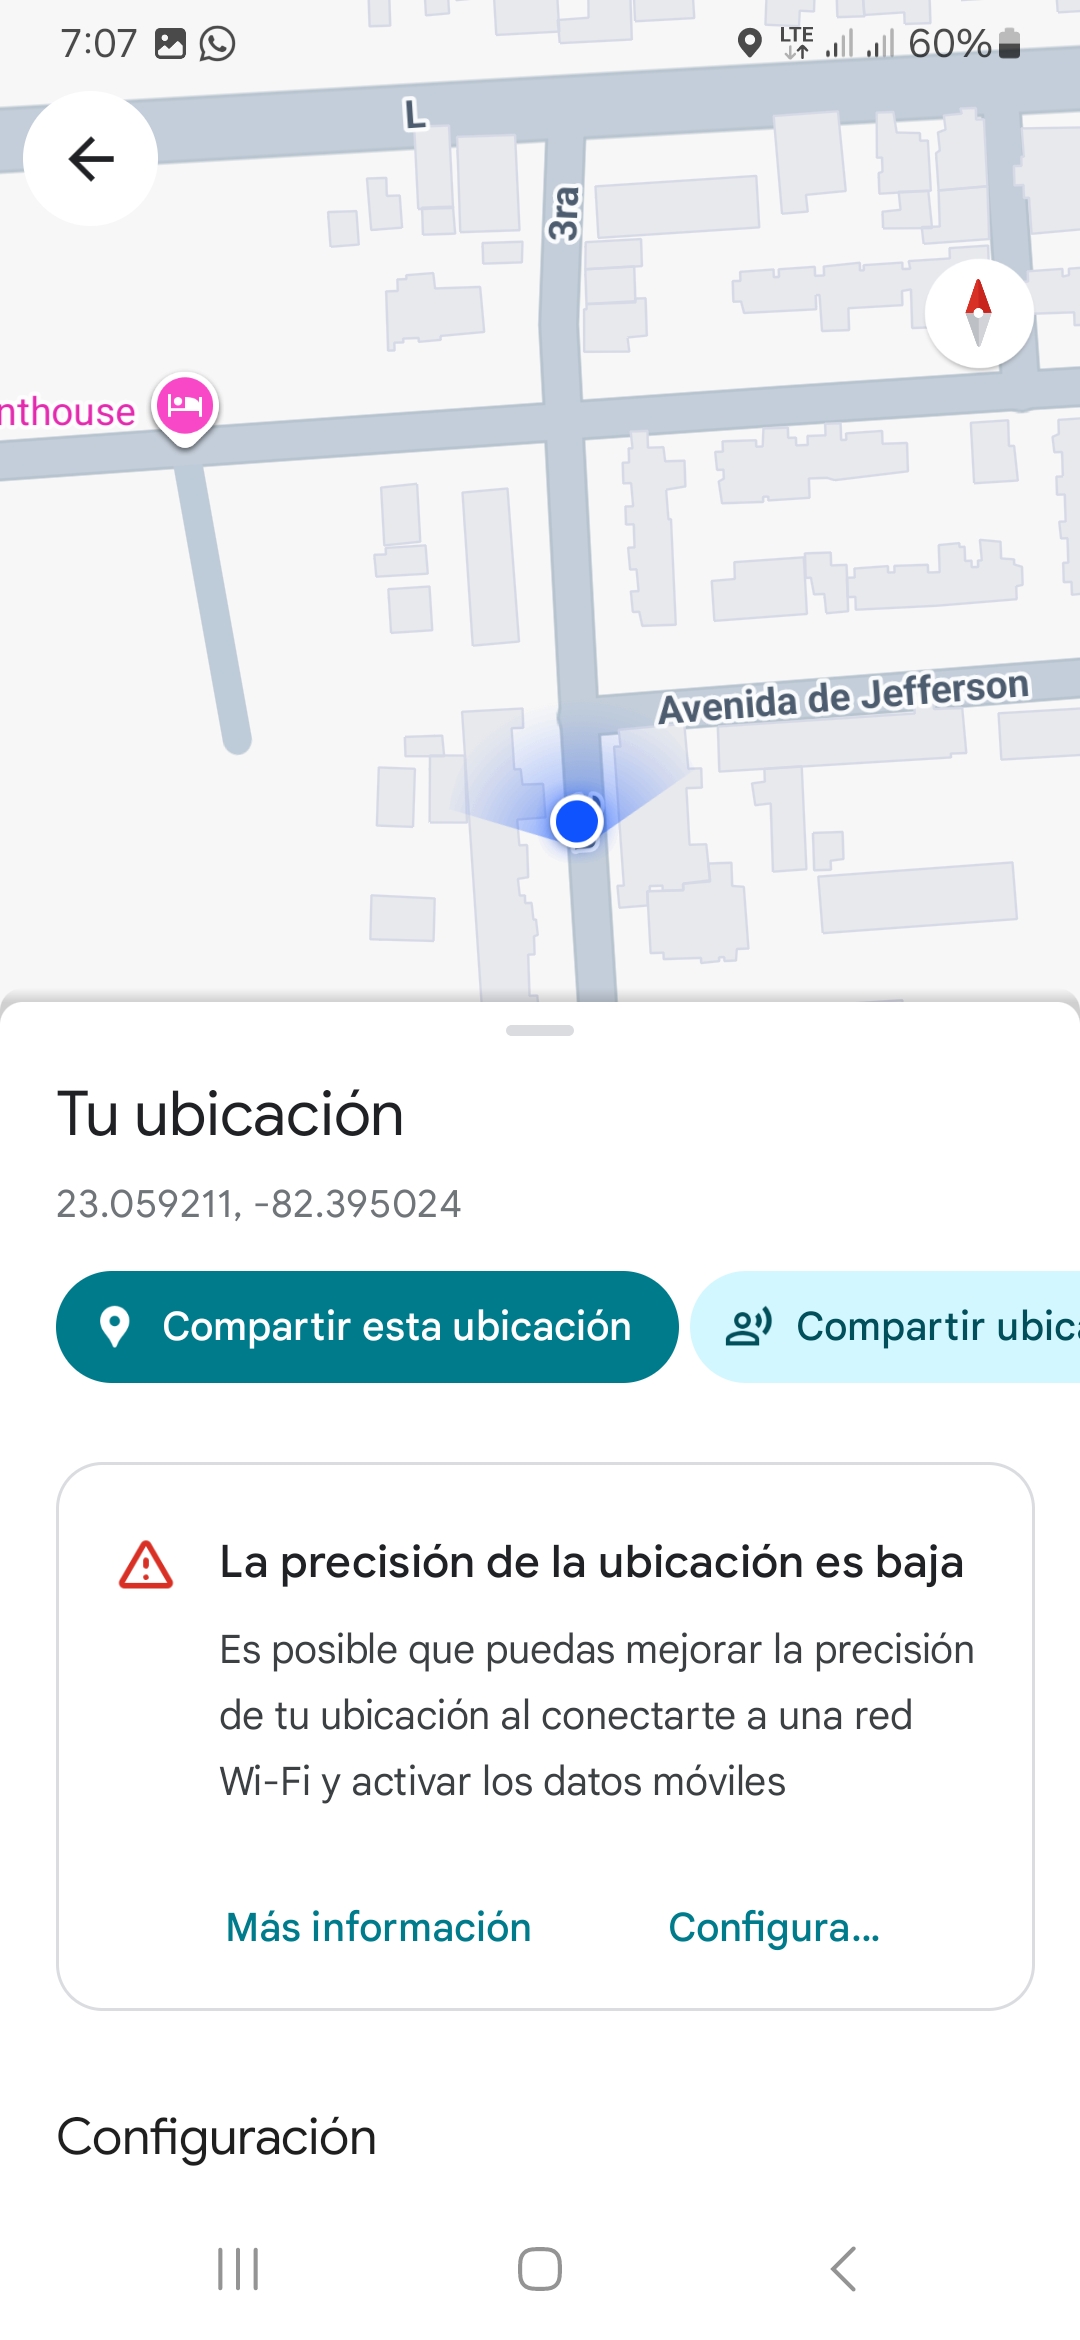 7:07
LTE
60%
L
3ra
nthouse
Avenida de Jefferson
Tu ubicación
23.059211, -82.395024
Compartir esta ubicación
Compartir ubica
La precisión de la ubicación es baja
Es posible que puedas mejorar la precisión
de tu ubicación al conectarte a una red
Wi-Fi y activar los datos móviles
Más información
Configura...
Configuración